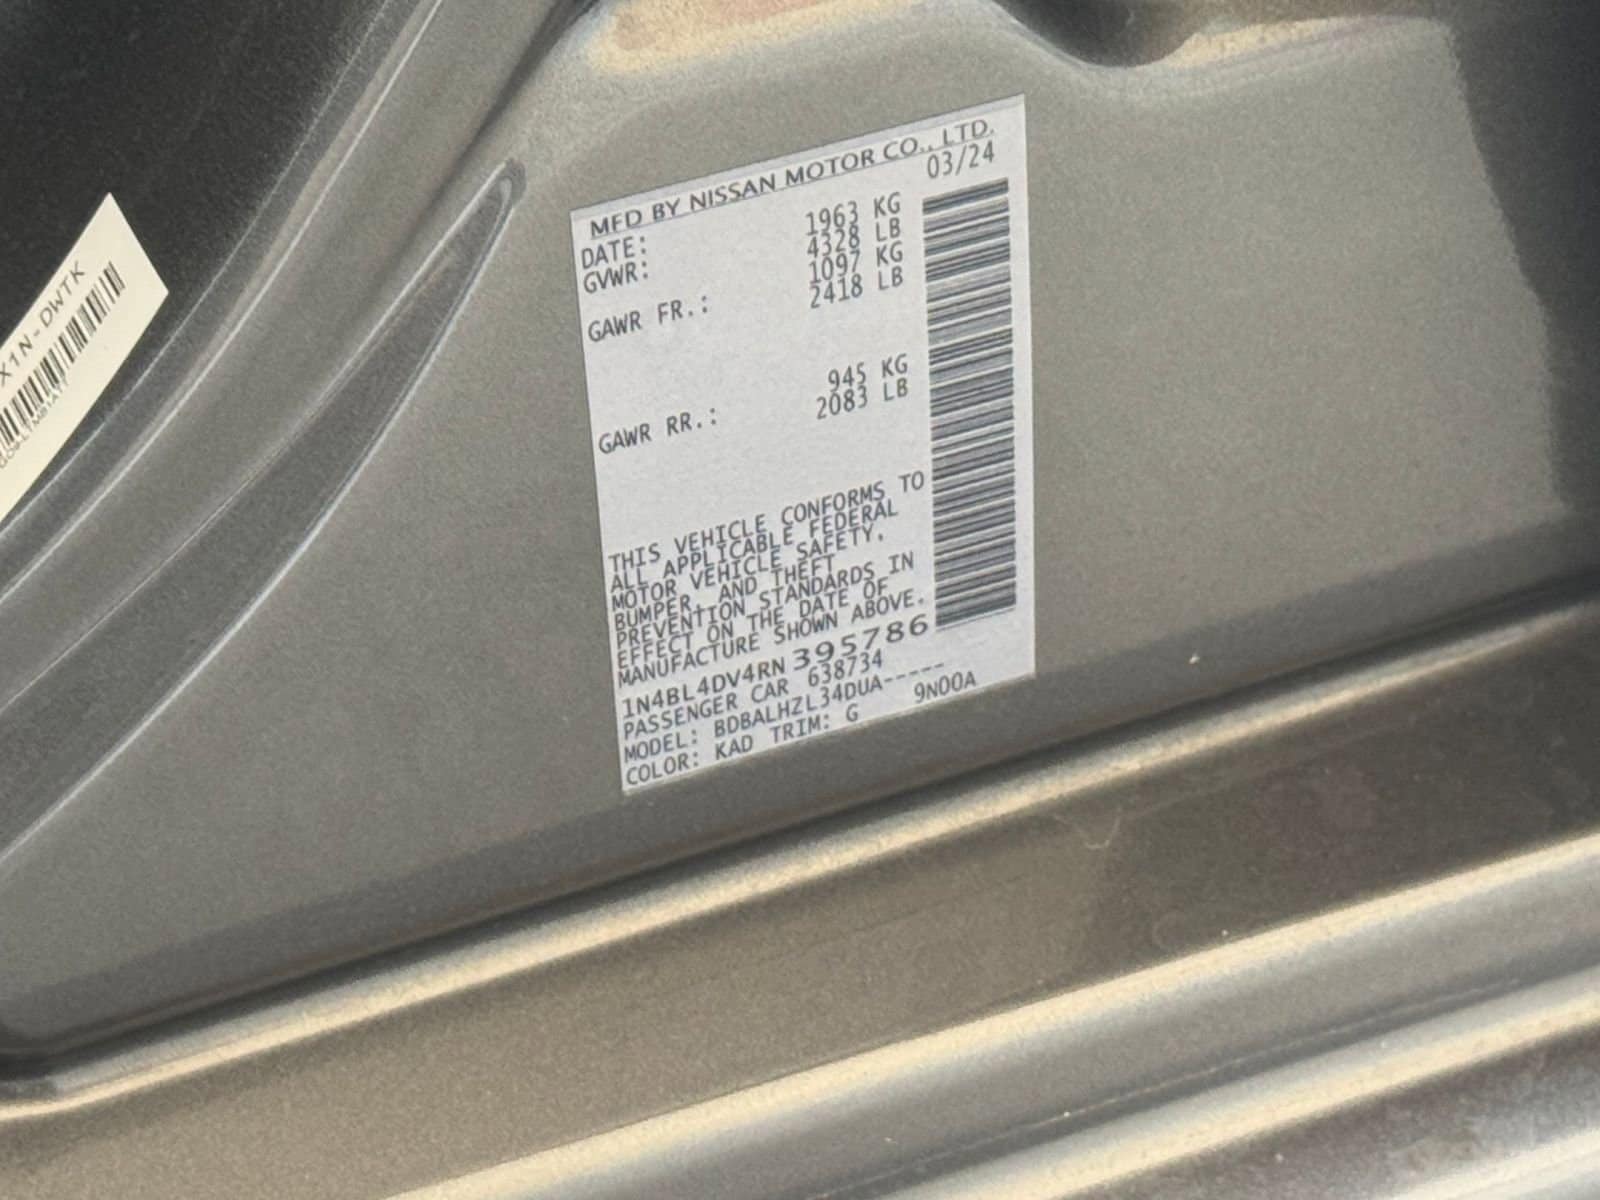 MFD BY NISSAN MOTOR CO., LTD.
DATE: 03/24
GVWR: 1963 KG
4328 LB
GAWR FR.: 1097 KG
2418 LB
GAWR RR.: 945 KG
2083 LB
THIS VEHICLE CONFORMS TO
ALL APPLICABLE FEDERAL
MOTOR VEHICLE SAFETY,
BUMPER, AND THEFT
PREVENTION STANDARDS IN
EFFECT ON THE DATE OF
MANUFACTURE SHOWN ABOVE.
1N4BL4DV4RN 395786
PASSENGER CAR 638734
MODEL: BDBALHZL34DUA-----
COLOR: KAD TRIM: G 9N00A
X1N-DWTK